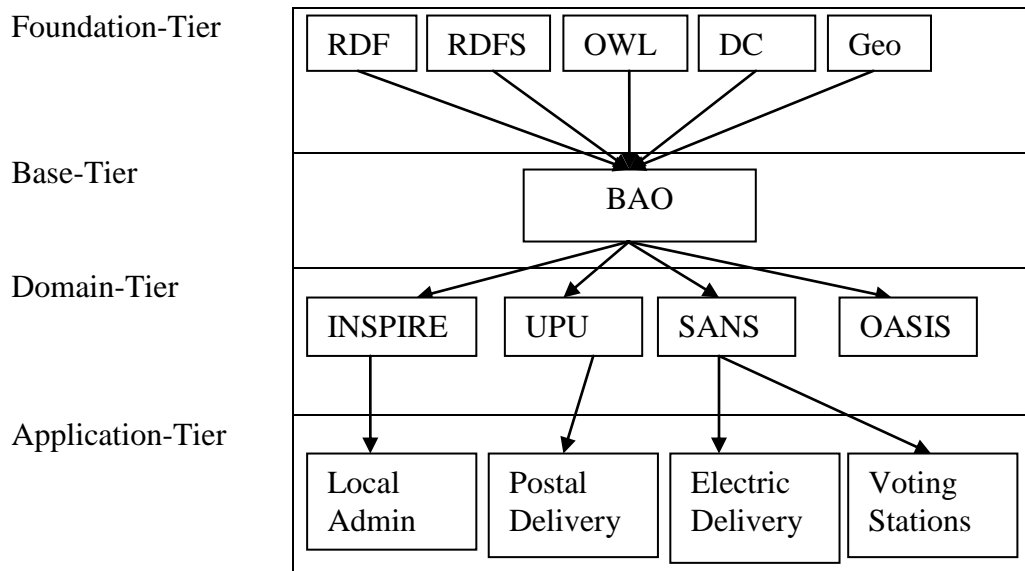 Foundation-Tier
RDF RDFS OWL DC Geo
Base-Tier
BAO
Domain-Tier
INSPIRE UPU SANS OASIS
Application-Tier
Local Postal Electric Voting
Admin Delivery Delivery Stations